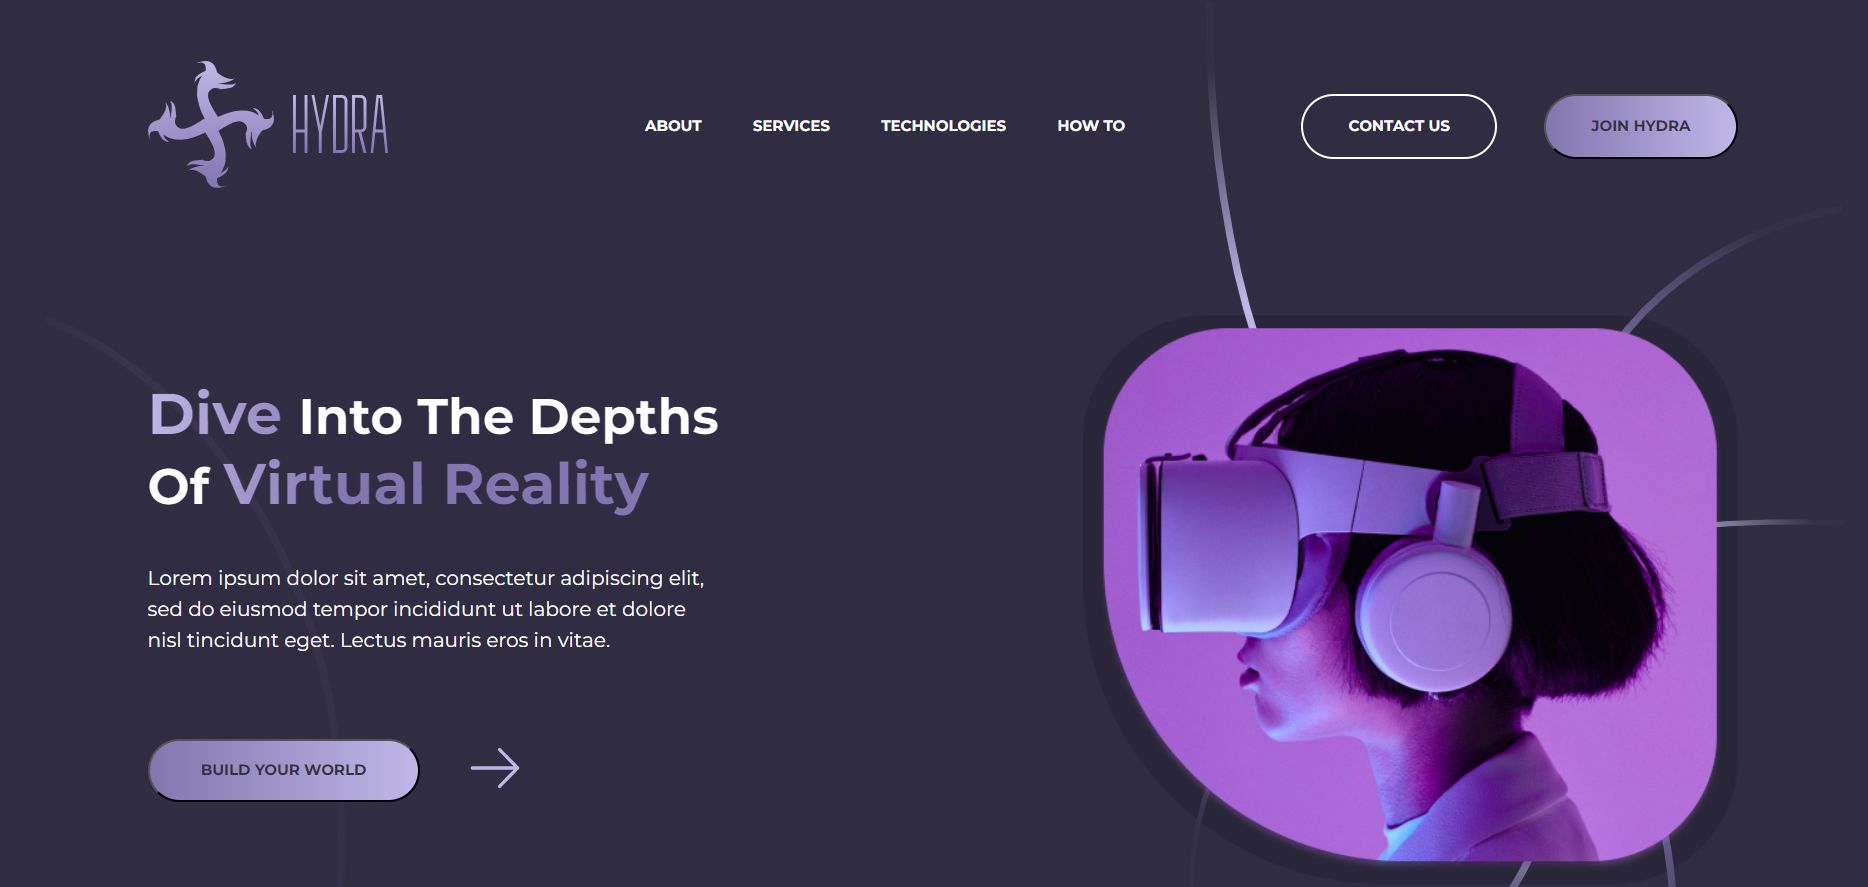 HYDRA
ABOUT
SERVICES
TECHNOLOGIES
HOW TO
CONTACT US
JOIN HYDRA
Dive Into The Depths
Of Virtual Reality
Lorem ipsum dolor sit amet, consectetur adipiscing elit,
sed do eiusmod tempor incididunt ut labore et dolore
nisl tincidunt eget. Lectus mauris eros in vitae.
BUILD YOUR WORLD